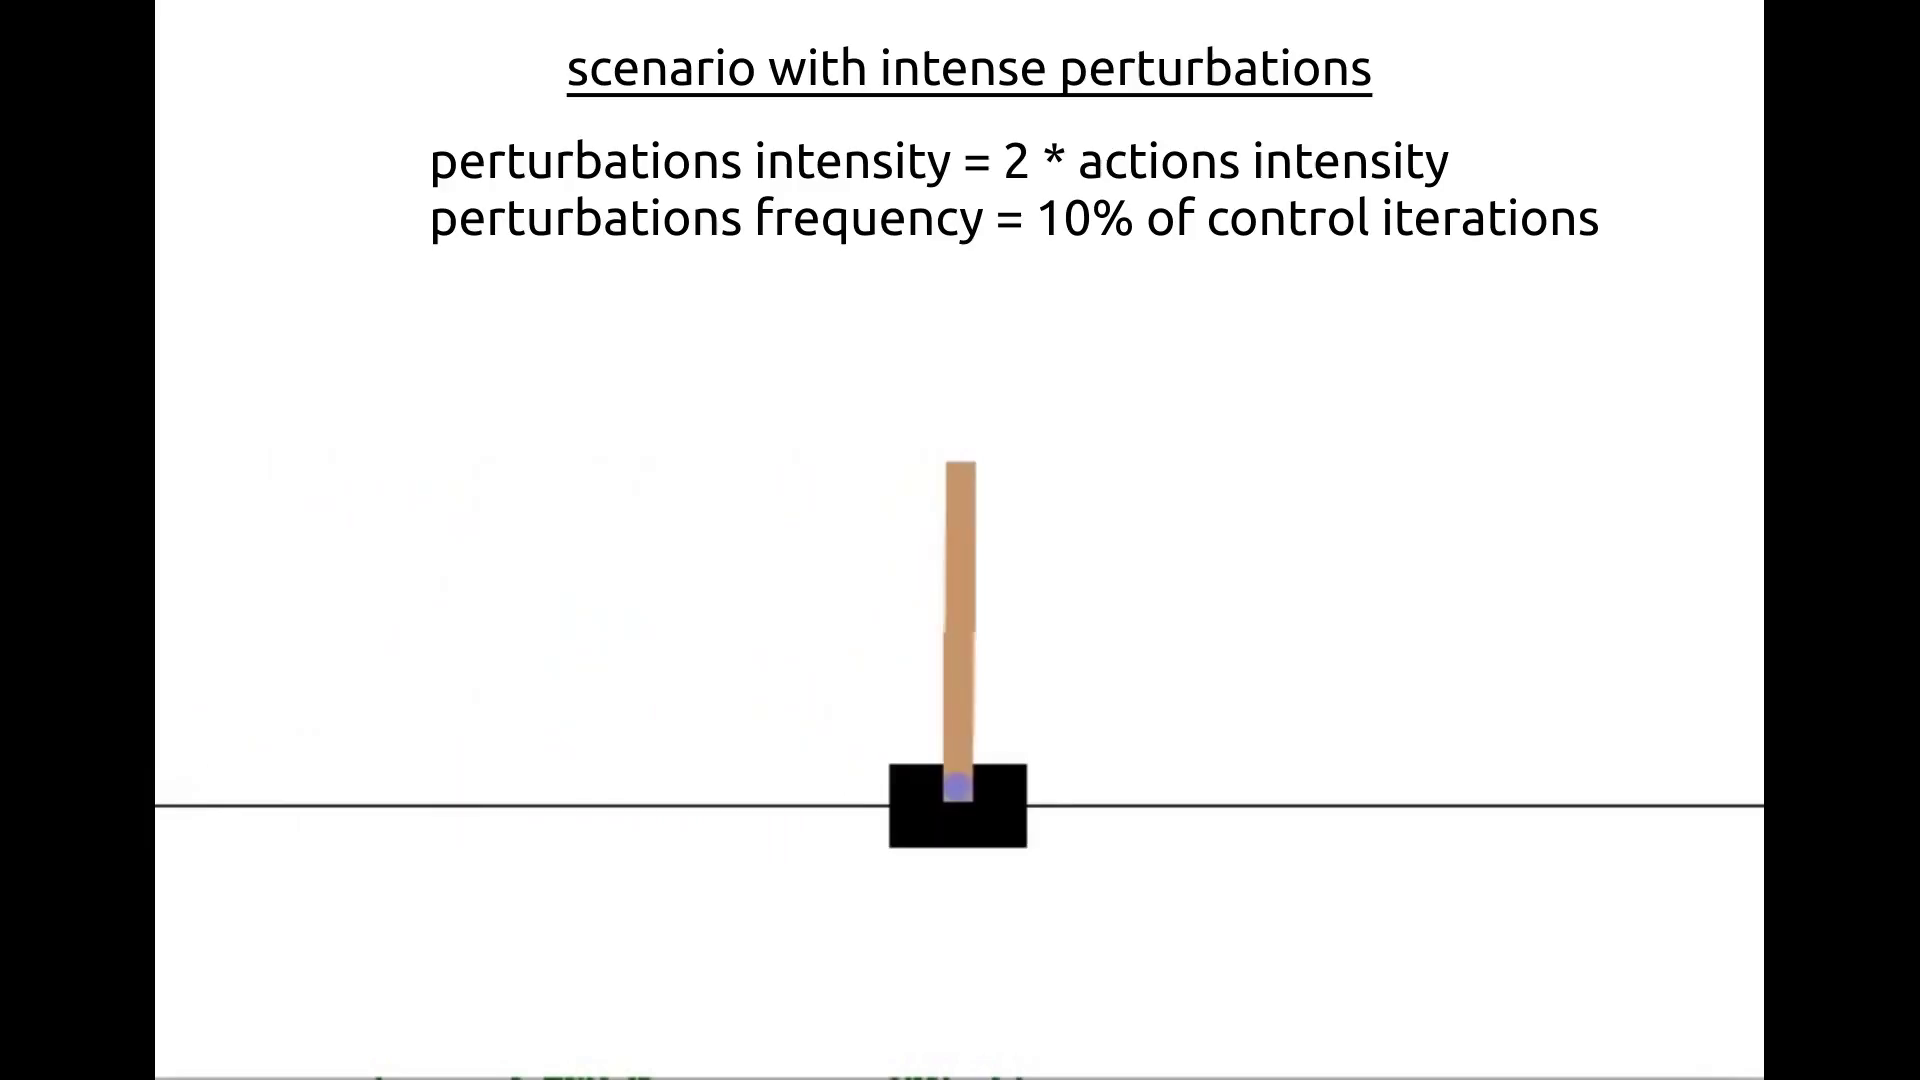 scenario with intense perturbations
perturbations intensity = 2 * actions intensity
perturbations frequency = 10% of control iterations